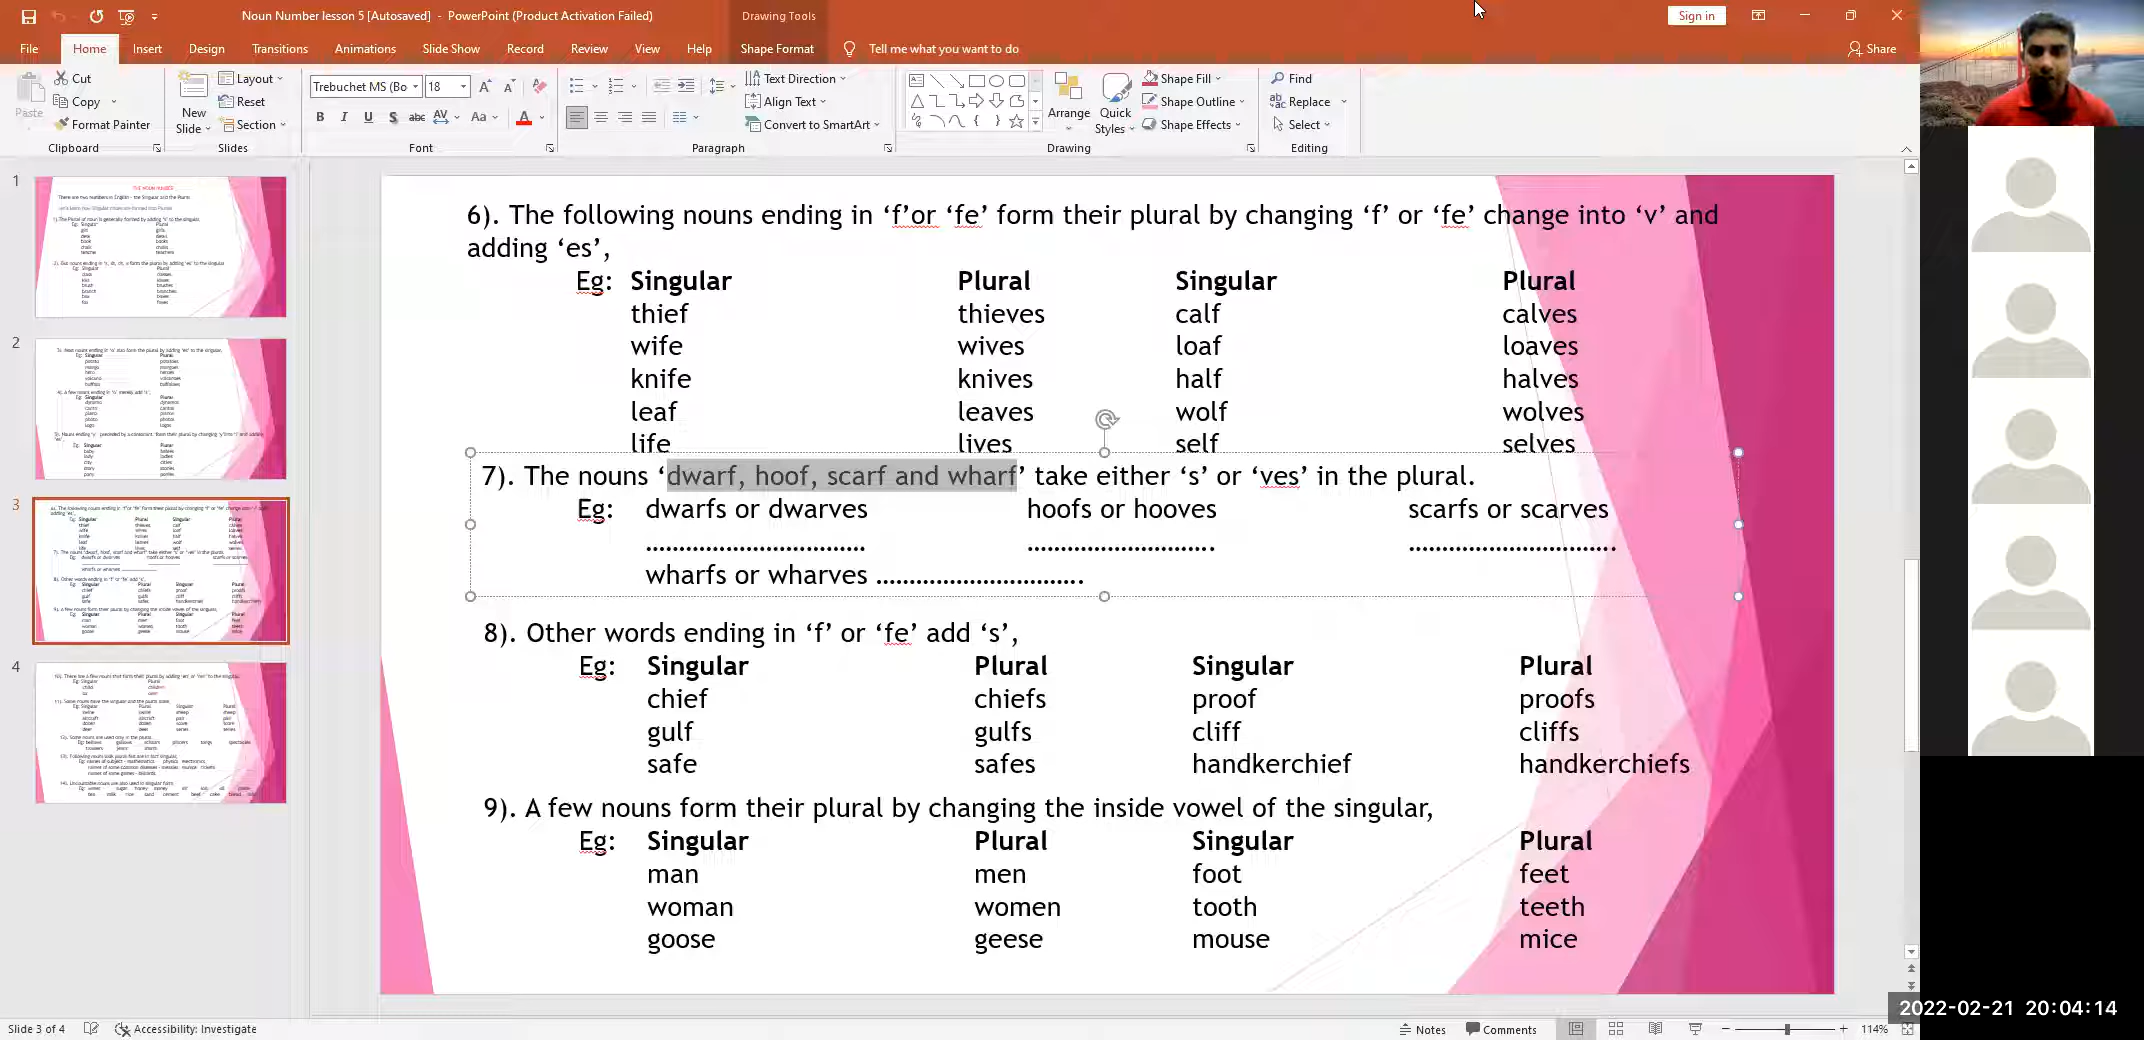 Noun Number lesson 5 [Autosaved] - PowerPoint (Product Activation Failed)
Drawing Tools
Sign in
File Home Insert Design Transitions Animations Slide Show Record Review View Help Shape Format Tell me what you want to do Share
Paste
Cut
Copy
Format Painter
Clipboard
New Slide
Layout
Reset
Section
Slides
Trebuchet MS (Bo 18
B I U S abc AV Aa A
Font
Text Direction
Align Text
Convert to SmartArt
Paragraph
Arrange
Quick Styles
Shape Fill
Shape Outline
Shape Effects
Drawing
Find
Replace
Select
Editing
1
2
3
4
6). The following nouns ending in ‘f’or ‘fe’ form their plural by changing ‘f’ or ‘fe’ change into ‘v’ and
adding ‘es’,
Eg: Singular Plural Singular Plural
thief thieves calf calves
wife wives loaf loaves
knife knives half halves
leaf leaves wolf wolves
life lives self selves
7). The nouns ‘dwarf, hoof, scarf and wharf’ take either ‘s’ or ‘ves’ in the plural.
Eg: dwarfs or dwarves hoofs or hooves scarfs or scarves
................................. ............................ ...............................
wharfs or wharves ...............................
8). Other words ending in ‘f’ or ‘fe’ add ‘s’,
Eg: Singular Plural Singular Plural
chief chiefs proof proofs
gulf gulfs cliff cliffs
safe safes handkerchief handkerchiefs
9). A few nouns form their plural by changing the inside vowel of the singular,
Eg: Singular Plural Singular Plural
man men foot feet
woman women tooth teeth
goose geese mouse mice
2022-02-21 20:04:14
Slide 3 of 4 Accessibility: Investigate Notes Comments 114%